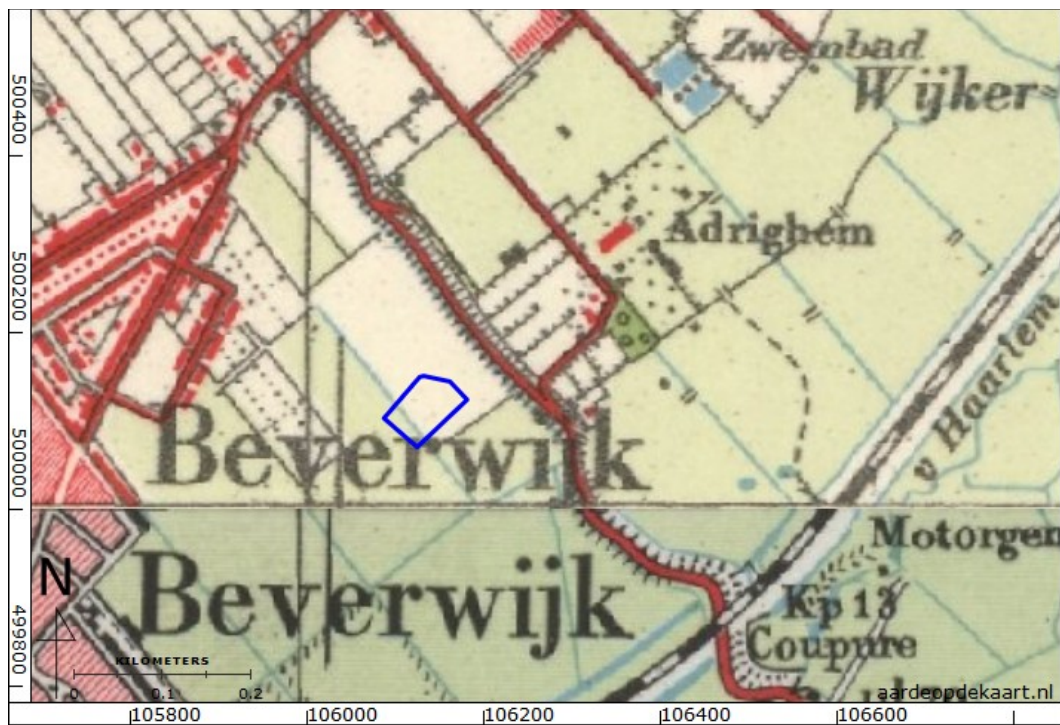 Zwembad
Wijker
500400
Adrighem
500200
v Haarlem
Beverwijk
500000
Motorgem
N
Beverwijk
Kp 13
Coupure
499800
KILOMETERS
0 0.1 0.2
aardeopdekaart.nl
105800 106000 106200 106400 106600